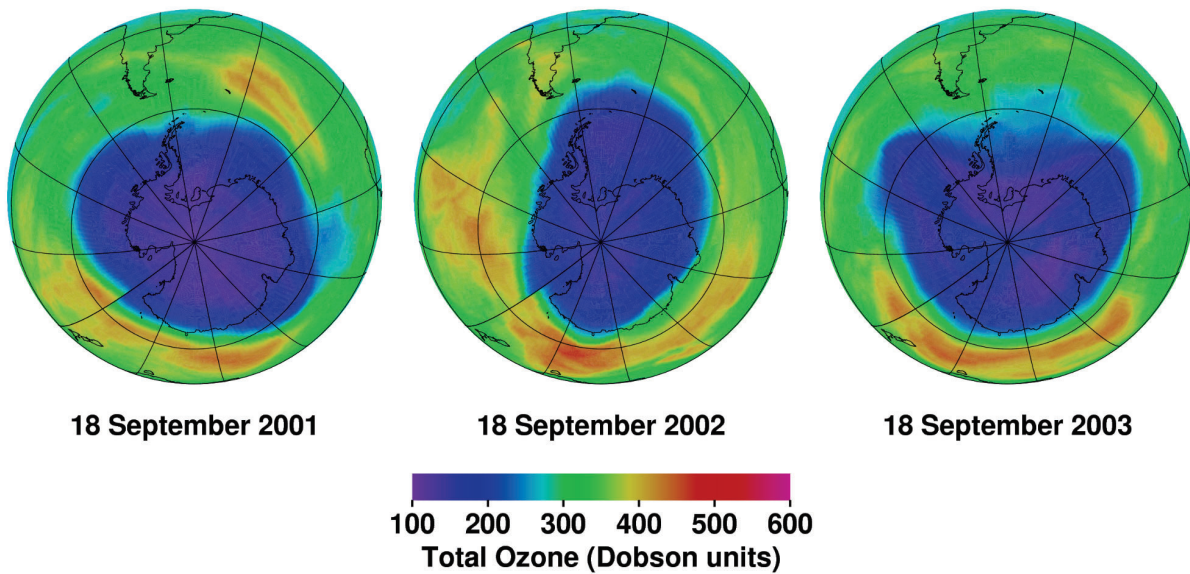 18 September 2001
18 September 2002
18 September 2003
100 200 300 400 500 600
Total Ozone (Dobson units)